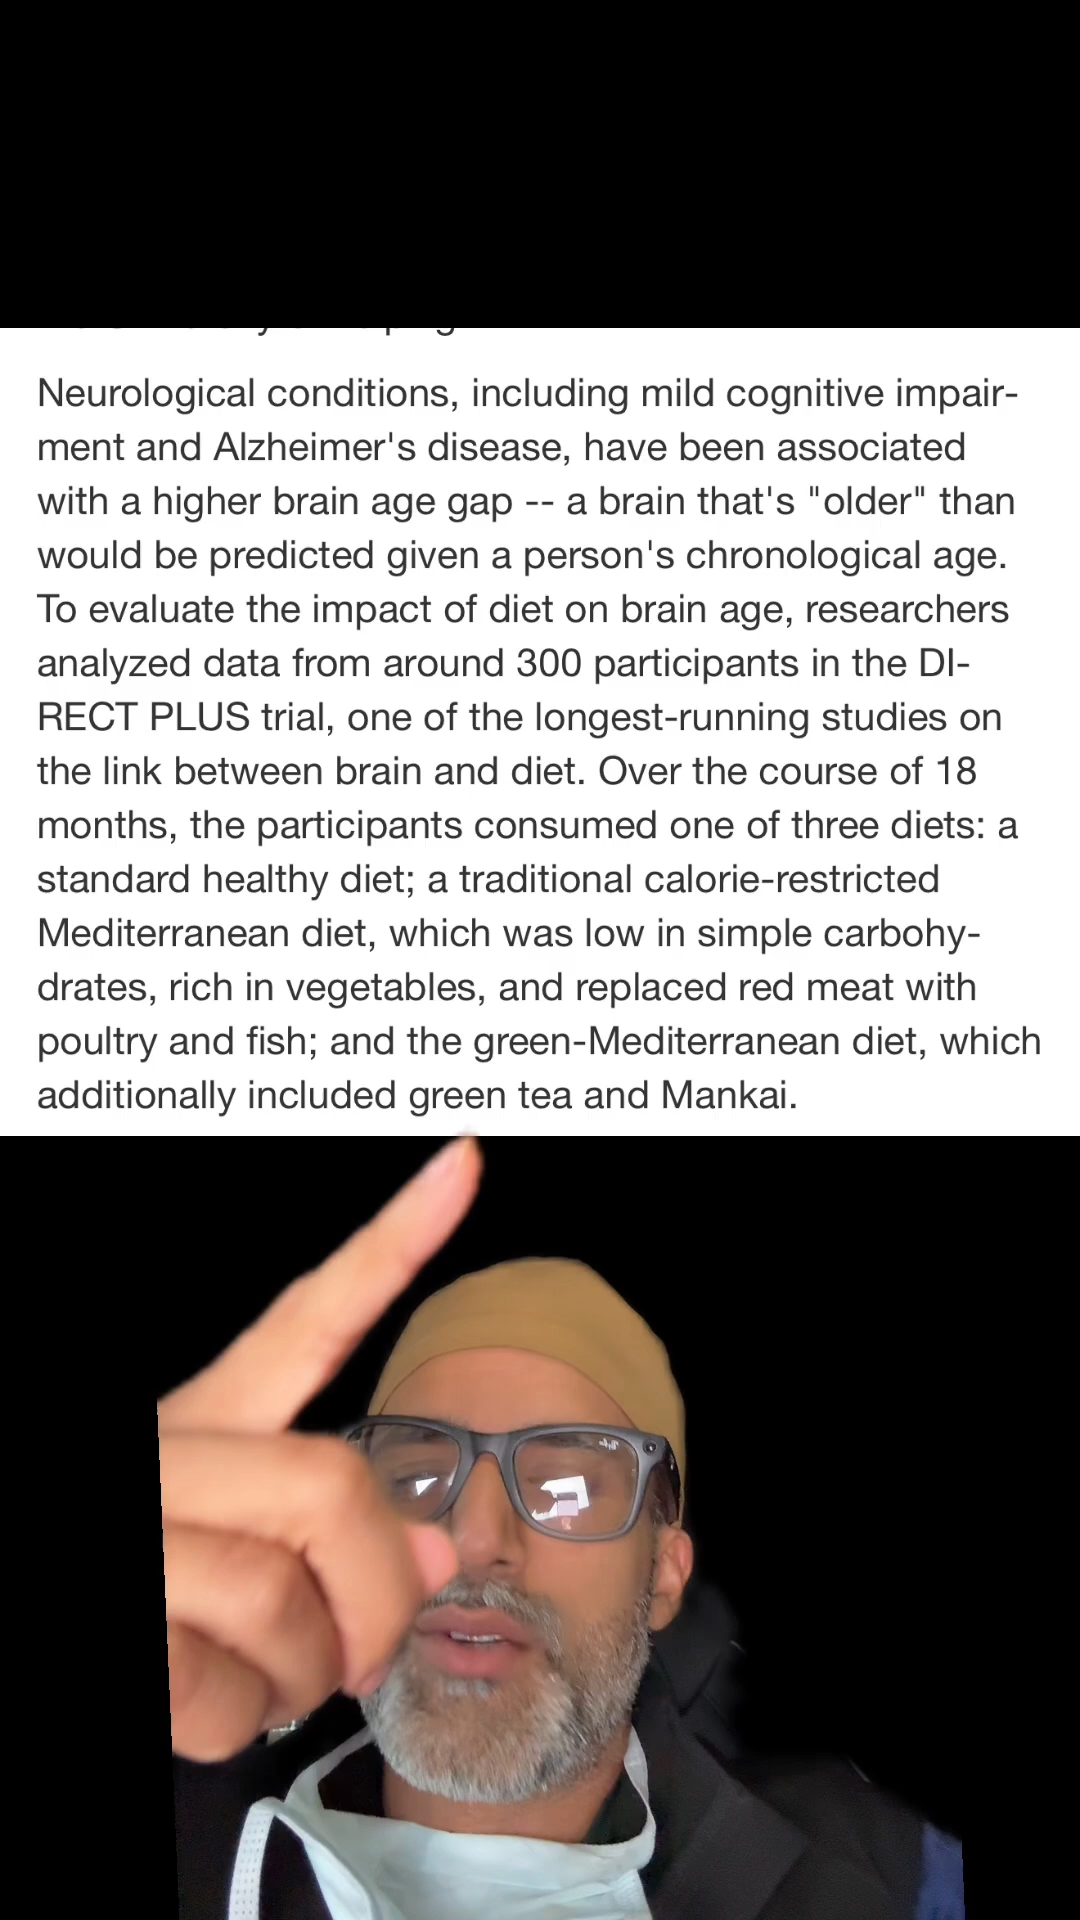 Neurological conditions, including mild cognitive impair-
ment and Alzheimer's disease, have been associated
with a higher brain age gap -- a brain that's "older" than
would be predicted given a person's chronological age.
To evaluate the impact of diet on brain age, researchers
analyzed data from around 300 participants in the DI-
RECT PLUS trial, one of the longest-running studies on
the link between brain and diet. Over the course of 18
months, the participants consumed one of three diets: a
standard healthy diet; a traditional calorie-restricted
Mediterranean diet, which was low in simple carbohy-
drates, rich in vegetables, and replaced red meat with
poultry and fish; and the green-Mediterranean diet, which
additionally included green tea and Mankai.
Ray-Ban